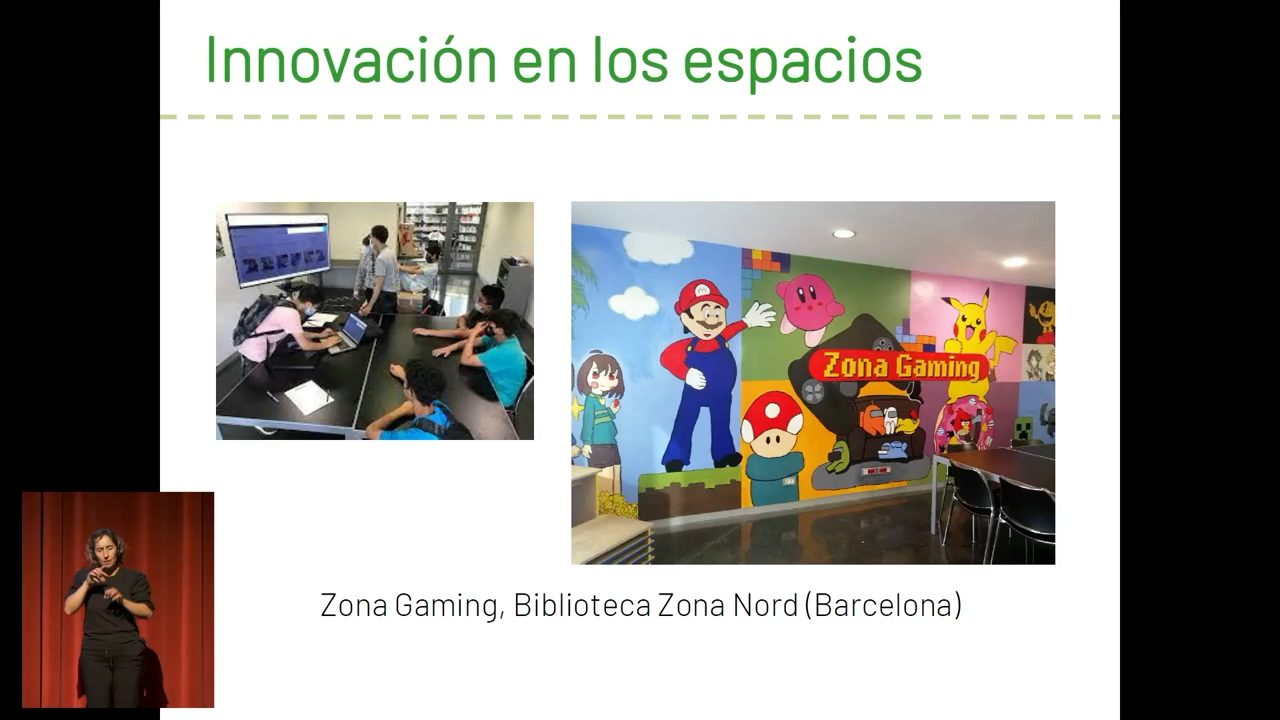 Innovación en los espacios
Zona Gaming
Zona Gaming, Biblioteca Zona Nord (Barcelona)